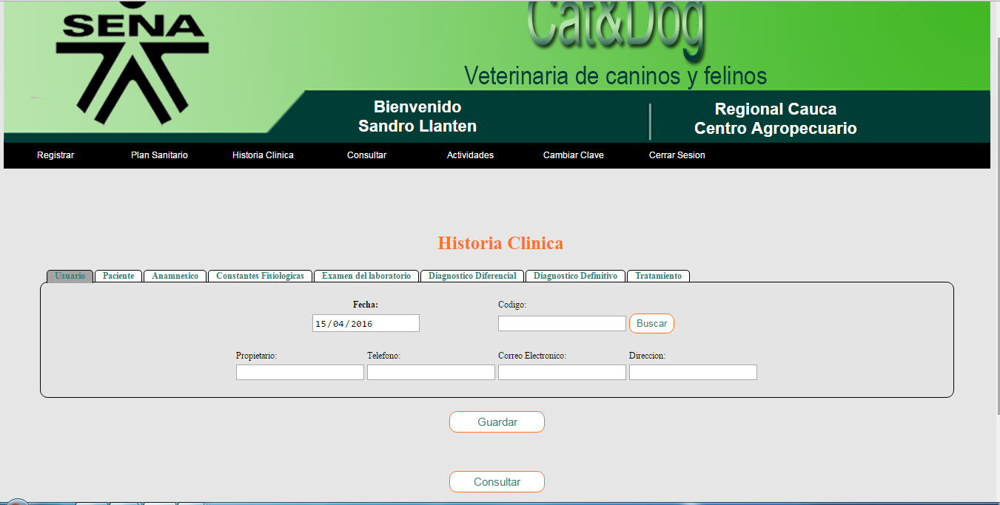 SENA
Cat&Dog
Veterinaria de caninos y felinos
Bienvenido
Sandro Llanten
Regional Cauca
Centro Agropecuario
Registrar Plan Sanitario Historia Clinica Consultar Actividades Cambiar Clave Cerrar Sesion
Historia Clinica
Usuario Paciente Anamnesico Constantes Fisiologicas Examen del laboratorio Diagnostico Diferencial Diagnostico Definitivo Tratamiento
Fecha: Codigo:
15/04/2016 Buscar
Propietario: Telefono: Correo Electronico: Direccion:
Guardar
Consultar